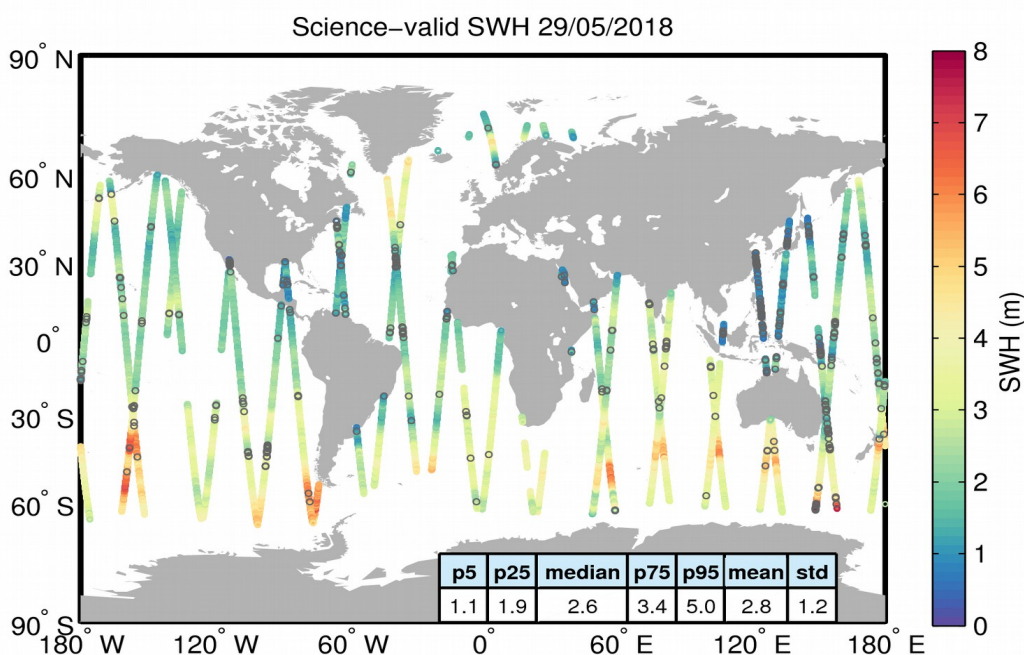 Science−valid SWH 29/05/2018
90° N
60° N
30° N
0°
30° S
60° S
90° S
180° W
120° W
60° W
0°
60° E
120° E
180° E
p5 p25 median p75 p95 mean std
1.1 1.9 2.6 3.4 5.0 2.8 1.2
8
7
6
5
4
3
2
1
0
SWH (m)